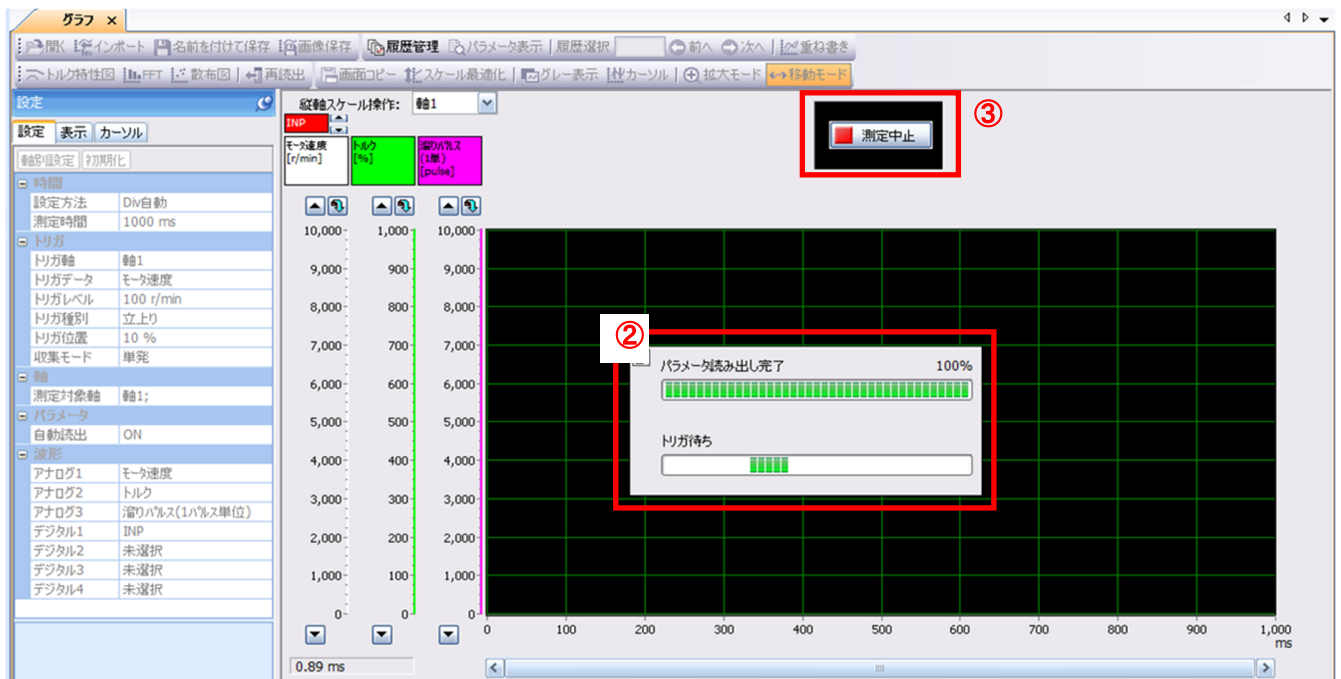 グラフ ×
開く インポート 名前を付けて保存 画像保存 履歴管理 パラメータ表示 履歴選択 前へ 次へ 重ね書き
トルク特性図 FFT 散布図 再読出 画面コピー スケール最適化 グレー表示 カーソル 拡大モード 移動モード
設定
設定 表示 カーソル
軸別設定 初期化
時間
設定方法 Div自動
測定時間 1000 ms
トリガ
トリガ軸 軸1
トリガデータ モータ速度
トリガレベル 100 r/min
トリガ種別 立上り
トリガ位置 10 %
収集モード 単発
軸
測定対象軸 軸1;
パラメータ
自動読出 ON
波形
アナログ1 モータ速度
アナログ2 トルク
アナログ3 溜りパルス(1パルス単位)
デジタル1 INP
デジタル2 未選択
デジタル3 未選択
デジタル4 未選択
縦軸スケール操作: 軸1
INP
モータ速度
[r/min]
トルク
[%]
溜りパルス
(1単)
[pulse]
測定中止
③
10,000 1,000 10,000
9,000 900 9,000
8,000 800 8,000
7,000 700 7,000
6,000 600 6,000
5,000 500 5,000
4,000 400 4,000
3,000 300 3,000
2,000 200 2,000
1,000 100 1,000
0 0 0
②
パラメータ読み出し完了 100%
トリガ待ち
0 100 200 300 400 500 600 700 800 900 1,000
ms
0.89 ms